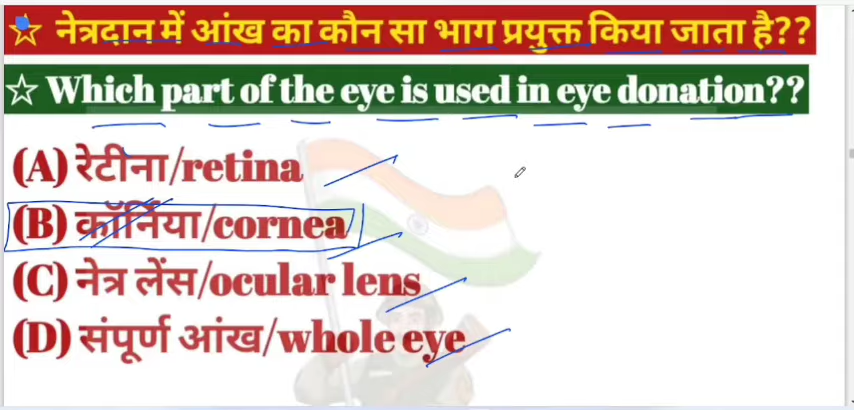 ☆ नेत्रदान में आंख का कौन सा भाग प्रयुक्त किया जाता है??
☆ Which part of the eye is used in eye donation??
(A) रेटीना/retina
(B) कॉर्निया/cornea
(C) नेत्र लेंस/ocular lens
(D) संपूर्ण आंख/whole eye